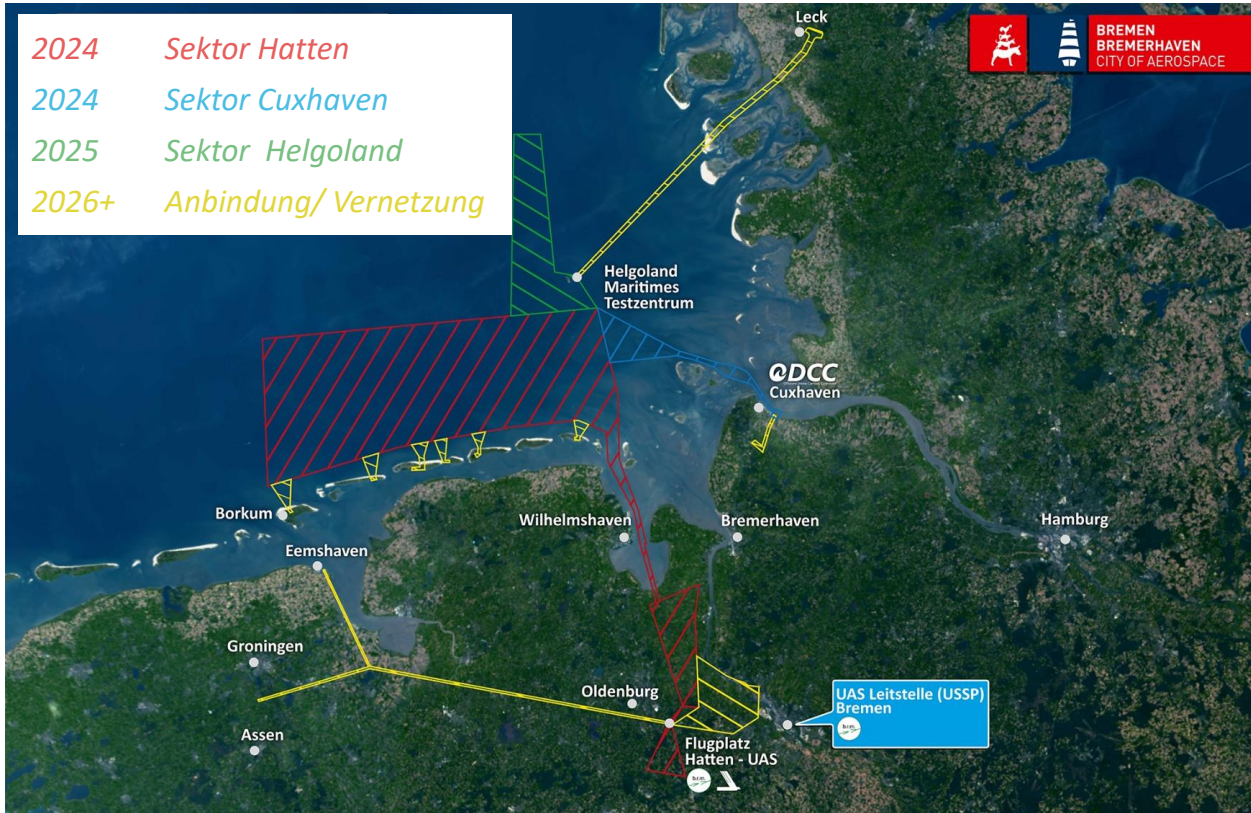 2024 Sektor Hatten
2024 Sektor Cuxhaven
2025 Sektor Helgoland
2026+ Anbindung/ Vernetzung
Leck
BREMEN
BREMERHAVEN
CITY OF AEROSPACE
Helgoland
Maritimes
Testzentrum
DCC
Cuxhaven
Borkum
Eemshaven
Wilhelmshaven
Bremerhaven
Hamburg
Groningen
Oldenburg
Assen
UAS Leitstelle (USSP)
Bremen
Flugplatz
Hatten - UAS